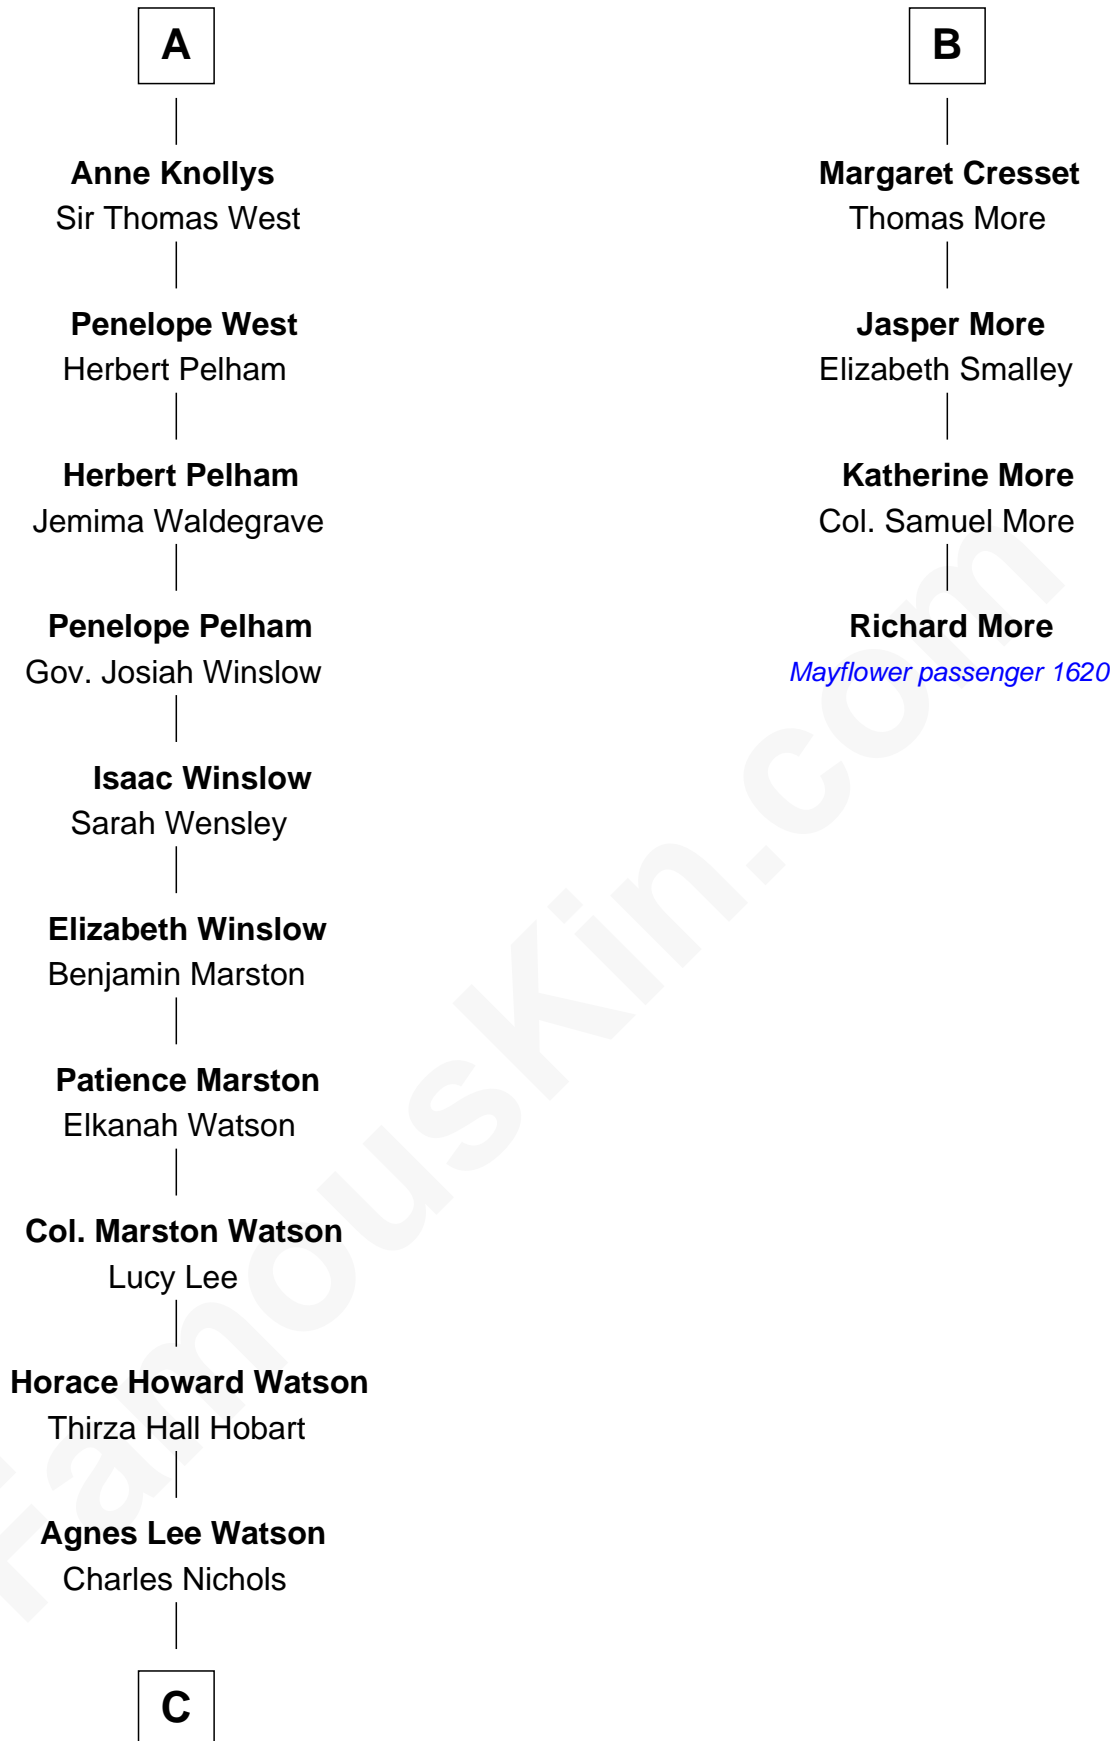 A
Anne Knollys
Sir Thomas West
Penelope West
Herbert Pelham
Herbert Pelham
Jemima Waldegrave
Penelope Pelham
Gov. Josiah Winslow
Isaac Winslow
Sarah Wensley
Elizabeth Winslow
Benjamin Marston
Patience Marston
Elkanah Watson
Col. Marston Watson
Lucy Lee
Horace Howard Watson
Thirza Hall Hobart
Agnes Lee Watson
Charles Nichols
C
B
Margaret Cresset
Thomas More
Jasper More
Elizabeth Smalley
Katherine More
Col. Samuel More
Richard More
Mayflower passenger 1620
FamousKin.com